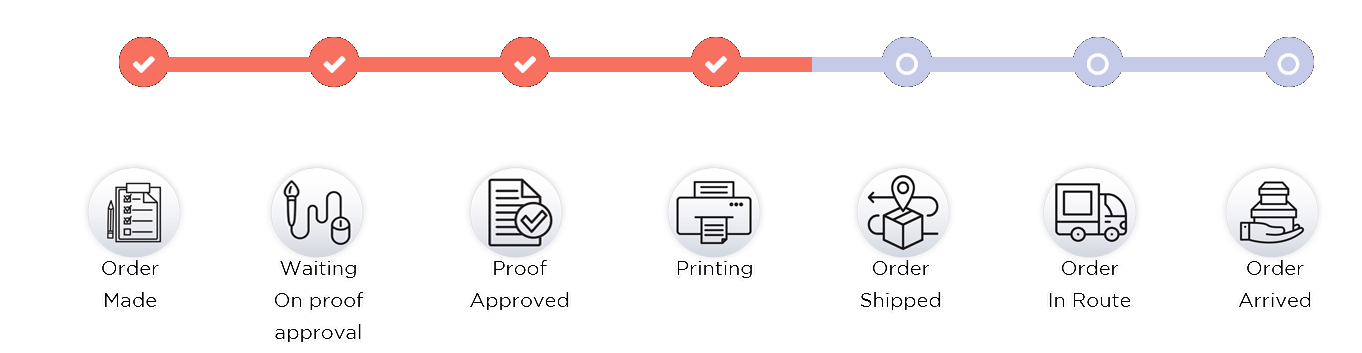 Order
Made
Waiting
On proof
approval
Proof
Approved
Printing
Order
Shipped
Order
In Route
Order
Arrived